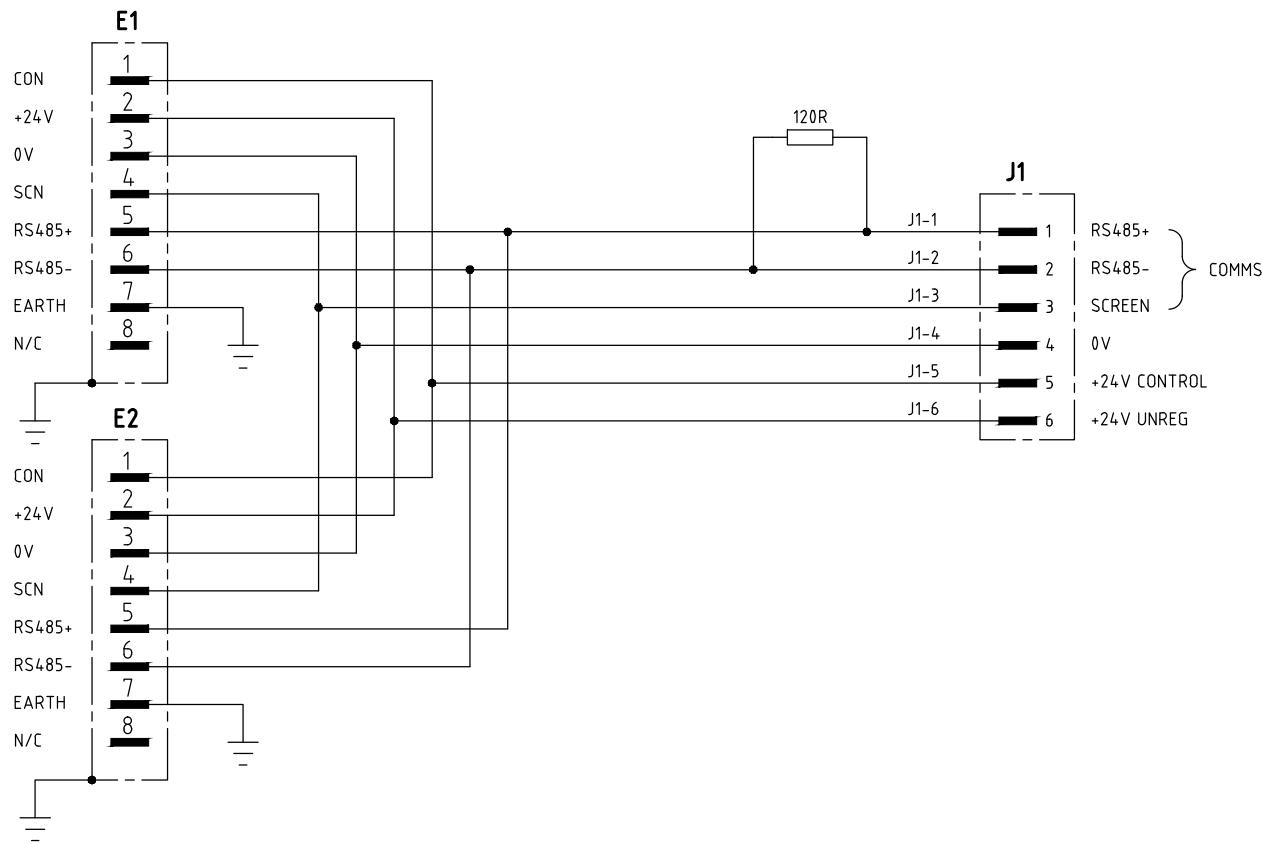 E1
1
CON
2
+24V
3
0V
4
SCN
5
RS485+
6
RS485-
7
EARTH
8
N/C
E2
1
CON
2
+24V
3
0V
4
SCN
5
RS485+
6
RS485-
7
EARTH
8
N/C
120R
J1
J1-1 1 RS485+
J1-2 2 RS485-
COMMS
J1-3 3 SCREEN
J1-4 4 0V
J1-5 5 +24V CONTROL
J1-6 6 +24V UNREG